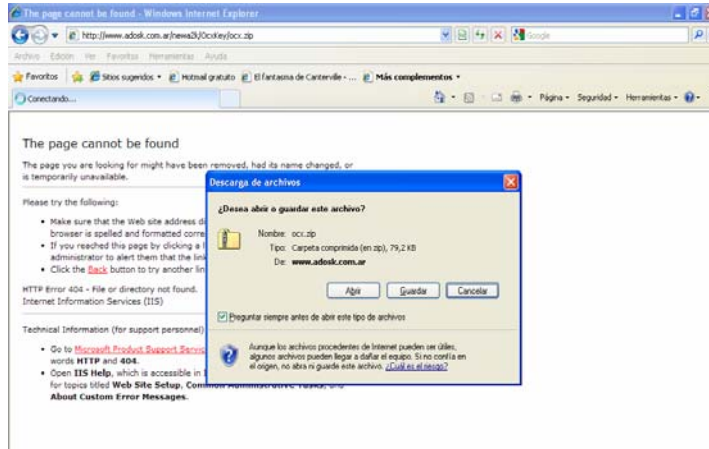 The page cannot be found - Windows Internet Explorer
http://www.adosk.com.ar/newa2k/OcxKey/ocx.zip
Google
Archivo Edición Ver Favoritos Herramientas Ayuda
Favoritos Sitios sugeridos Hotmail gratuito El fantasma de Canterville - ... Más complementos
Conectando...
Página Seguridad Herramientas
The page cannot be found
The page you are looking for might have been removed, had its name changed, or
is temporarily unavailable.
Please try the following:
Make sure that the Web site address di
browser is spelled and formatted corre
If you reached this page by clicking a l
administrator to alert them that the link
Click the Back button to try another lin
HTTP Error 404 - File or directory not found.
Internet Information Services (IIS)
Technical Information (for support personnel)
Go to Microsoft Product Support Servic
words HTTP and 404.
Open IIS Help, which is accessible in I
for topics titled Web Site Setup, Common Administrative Tasks, and
About Custom Error Messages.
Descarga de archivos
¿Desea abrir o guardar este archivo?
Nombre: ocx.zip
Tipo: Carpeta comprimida (en zip), 79,2 KB
De: www.adosk.com.ar
Abrir Guardar Cancelar
Preguntar siempre antes de abrir este tipo de archivos
Aunque los archivos procedentes de Internet pueden ser útiles,
algunos archivos pueden llegar a dañar el equipo. Si no confía en
el origen, no abra ni guarde este archivo. ¿Cuál es el riesgo?